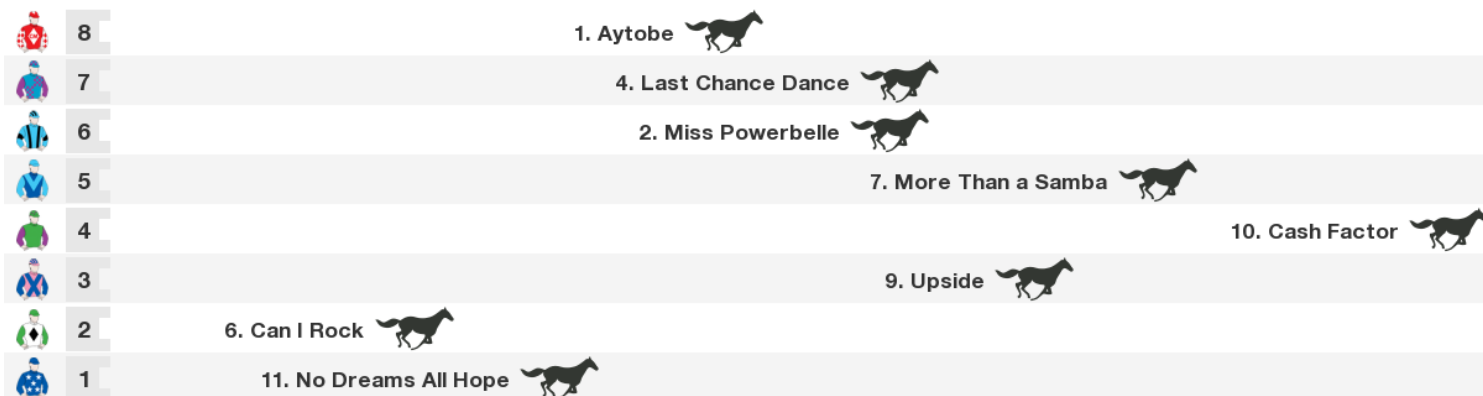 8 1. Aytobe
7 4. Last Chance Dance
6 2. Miss Powerbelle
5 7. More Than a Samba
4 10. Cash Factor
3 9. Upside
2 6. Can I Rock
1 11. No Dreams All Hope